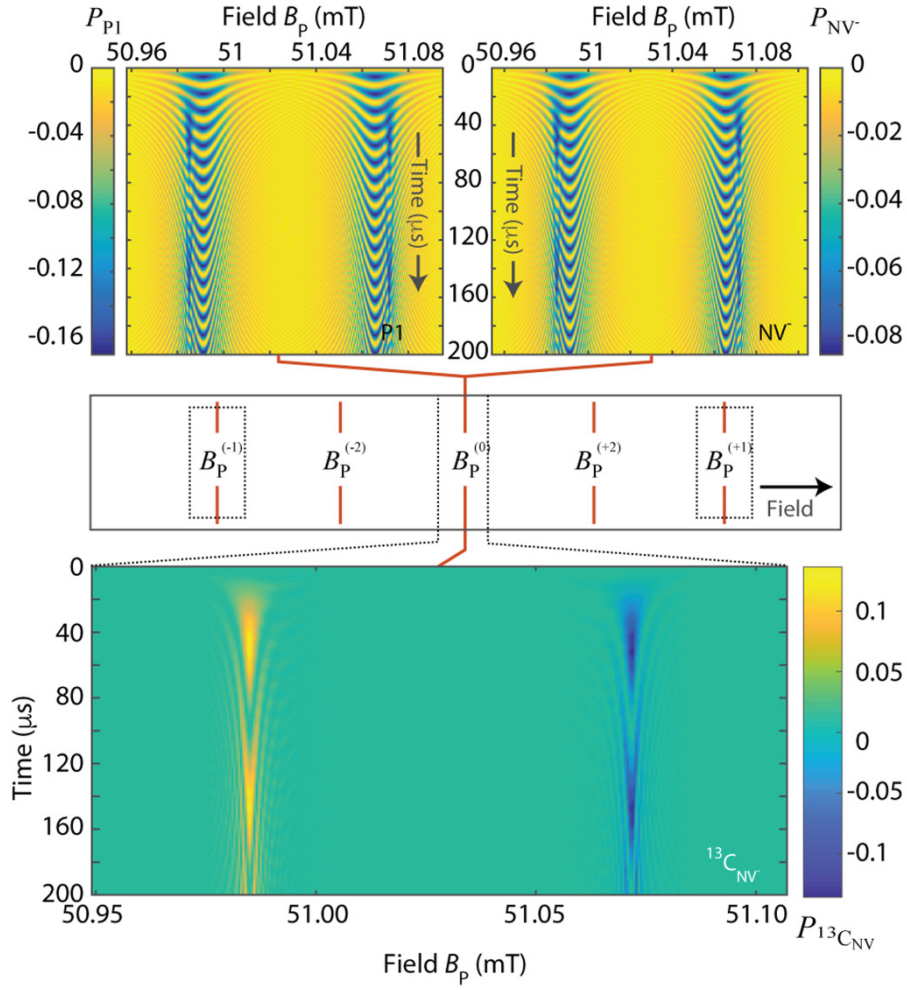 P_P1 Field B_P (mT) Field B_P (mT) P_NV-
50.96 51 51.04 51.08 50.96 51 51.04 51.08
0 0 0
-0.04 40 -0.02
Time (μs) Time (μs)
-0.08 80 -0.04
-0.12 120 -0.06
-0.16 160 -0.08
P1 NV-
200
B_P^(-1) B_P^(-2) B_P^(0) B_P^(+2) B_P^(+1)
Field
0
40 0.1
80 0.05
Time (μs)
120 0
160 -0.05
13C_NV- -0.1
200
50.95 51.00 51.05 51.10
P_13C_NV
Field B_P (mT)